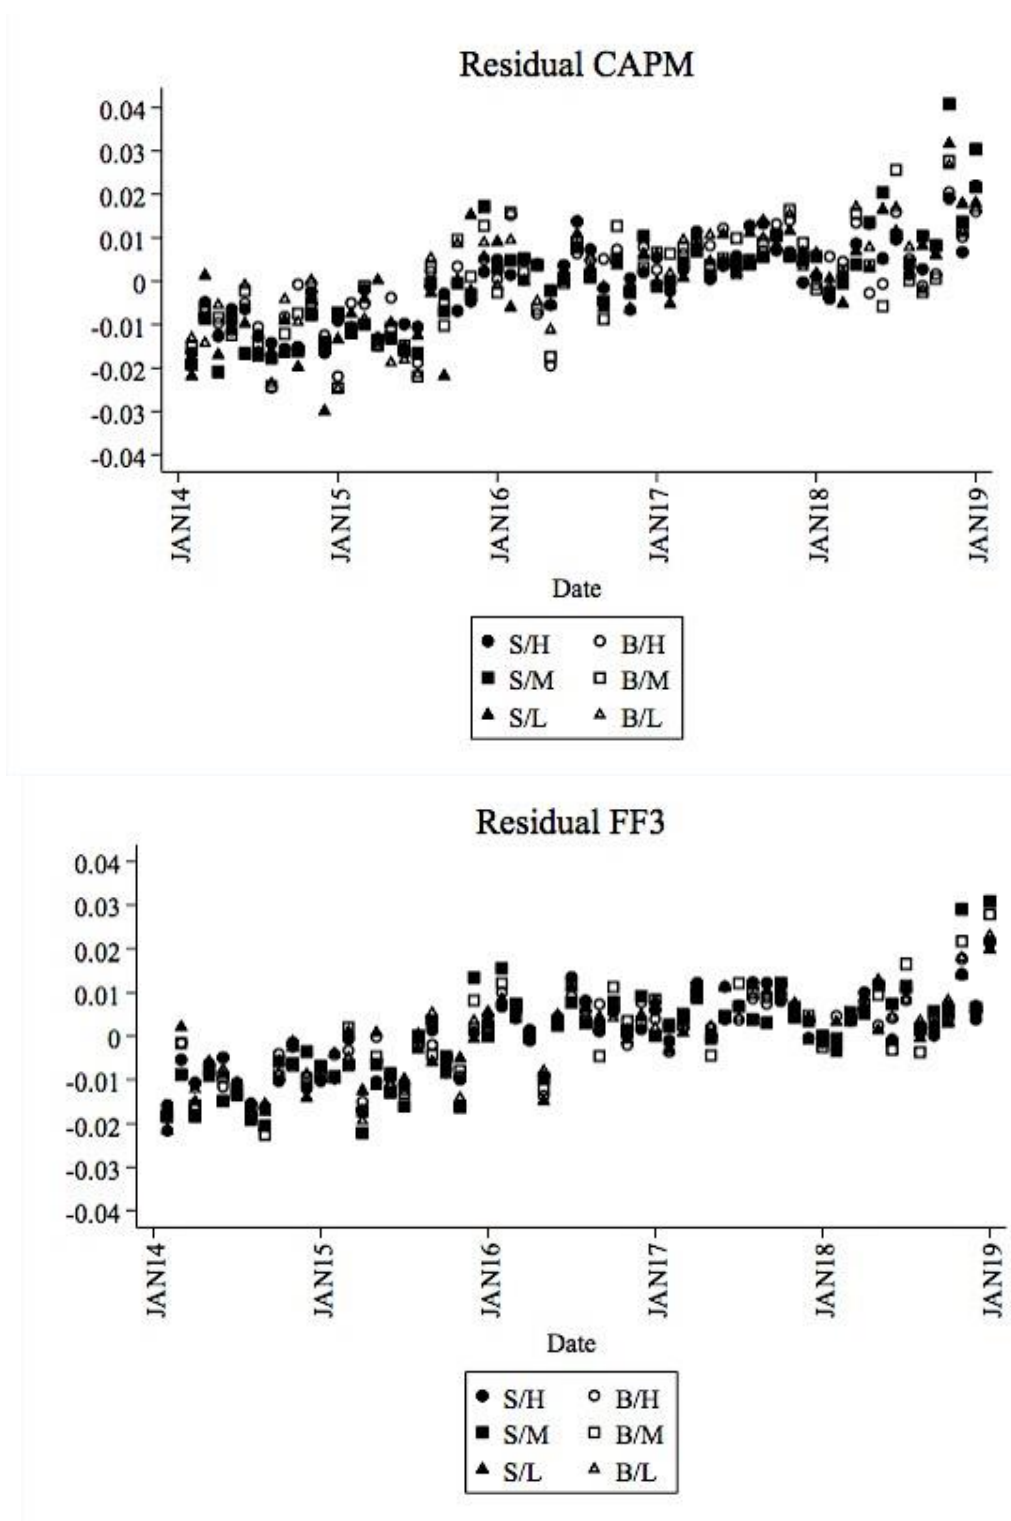 Residual CAPM
0.04
0.03
0.02
0.01
0
-0.01
-0.02
-0.03
-0.04
JAN14
JAN15
JAN16
JAN17
JAN18
JAN19
Date
S/H B/H
S/M B/M
S/L B/L
Residual FF3
0.04
0.03
0.02
0.01
0
-0.01
-0.02
-0.03
-0.04
JAN14
JAN15
JAN16
JAN17
JAN18
JAN19
Date
S/H B/H
S/M B/M
S/L B/L